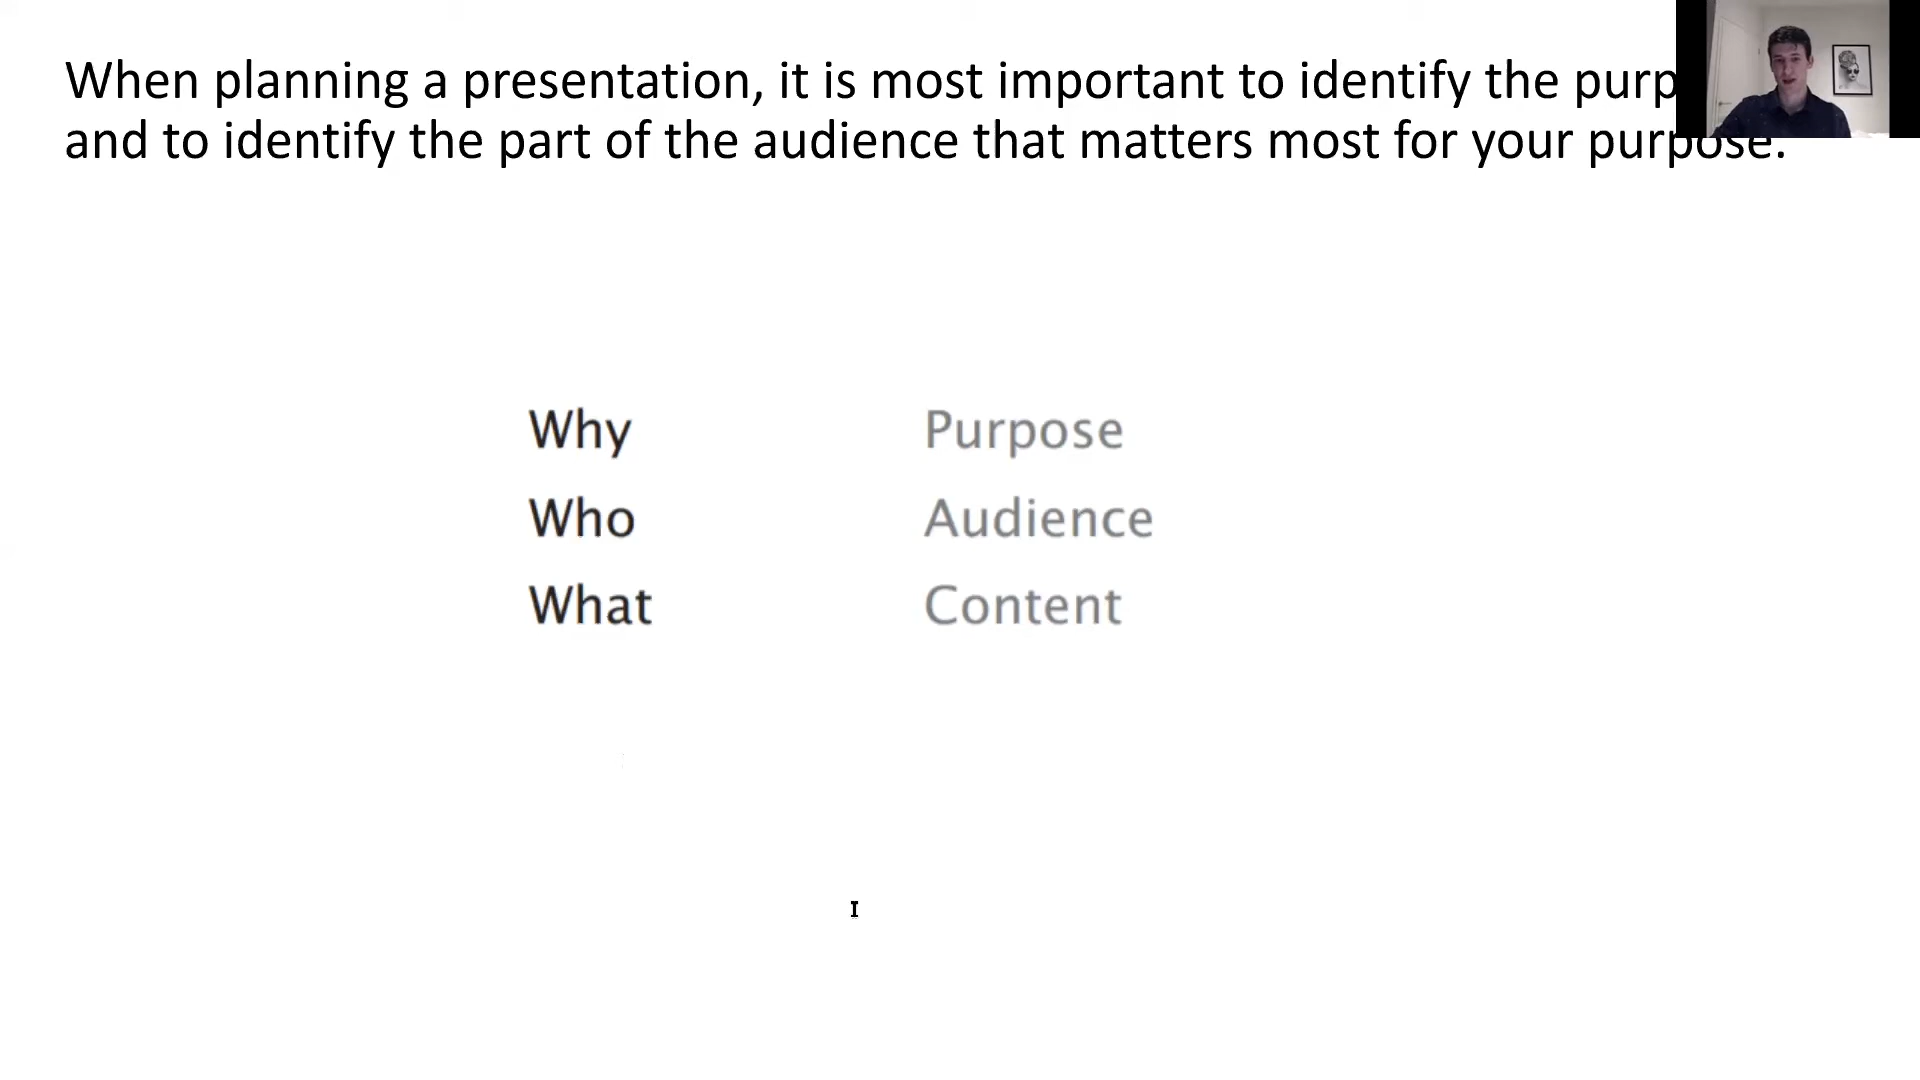 When planning a presentation, it is most important to identify the
and to identify the part of the audience that matters most for your purpose.
Why Purpose
Who Audience
What Content